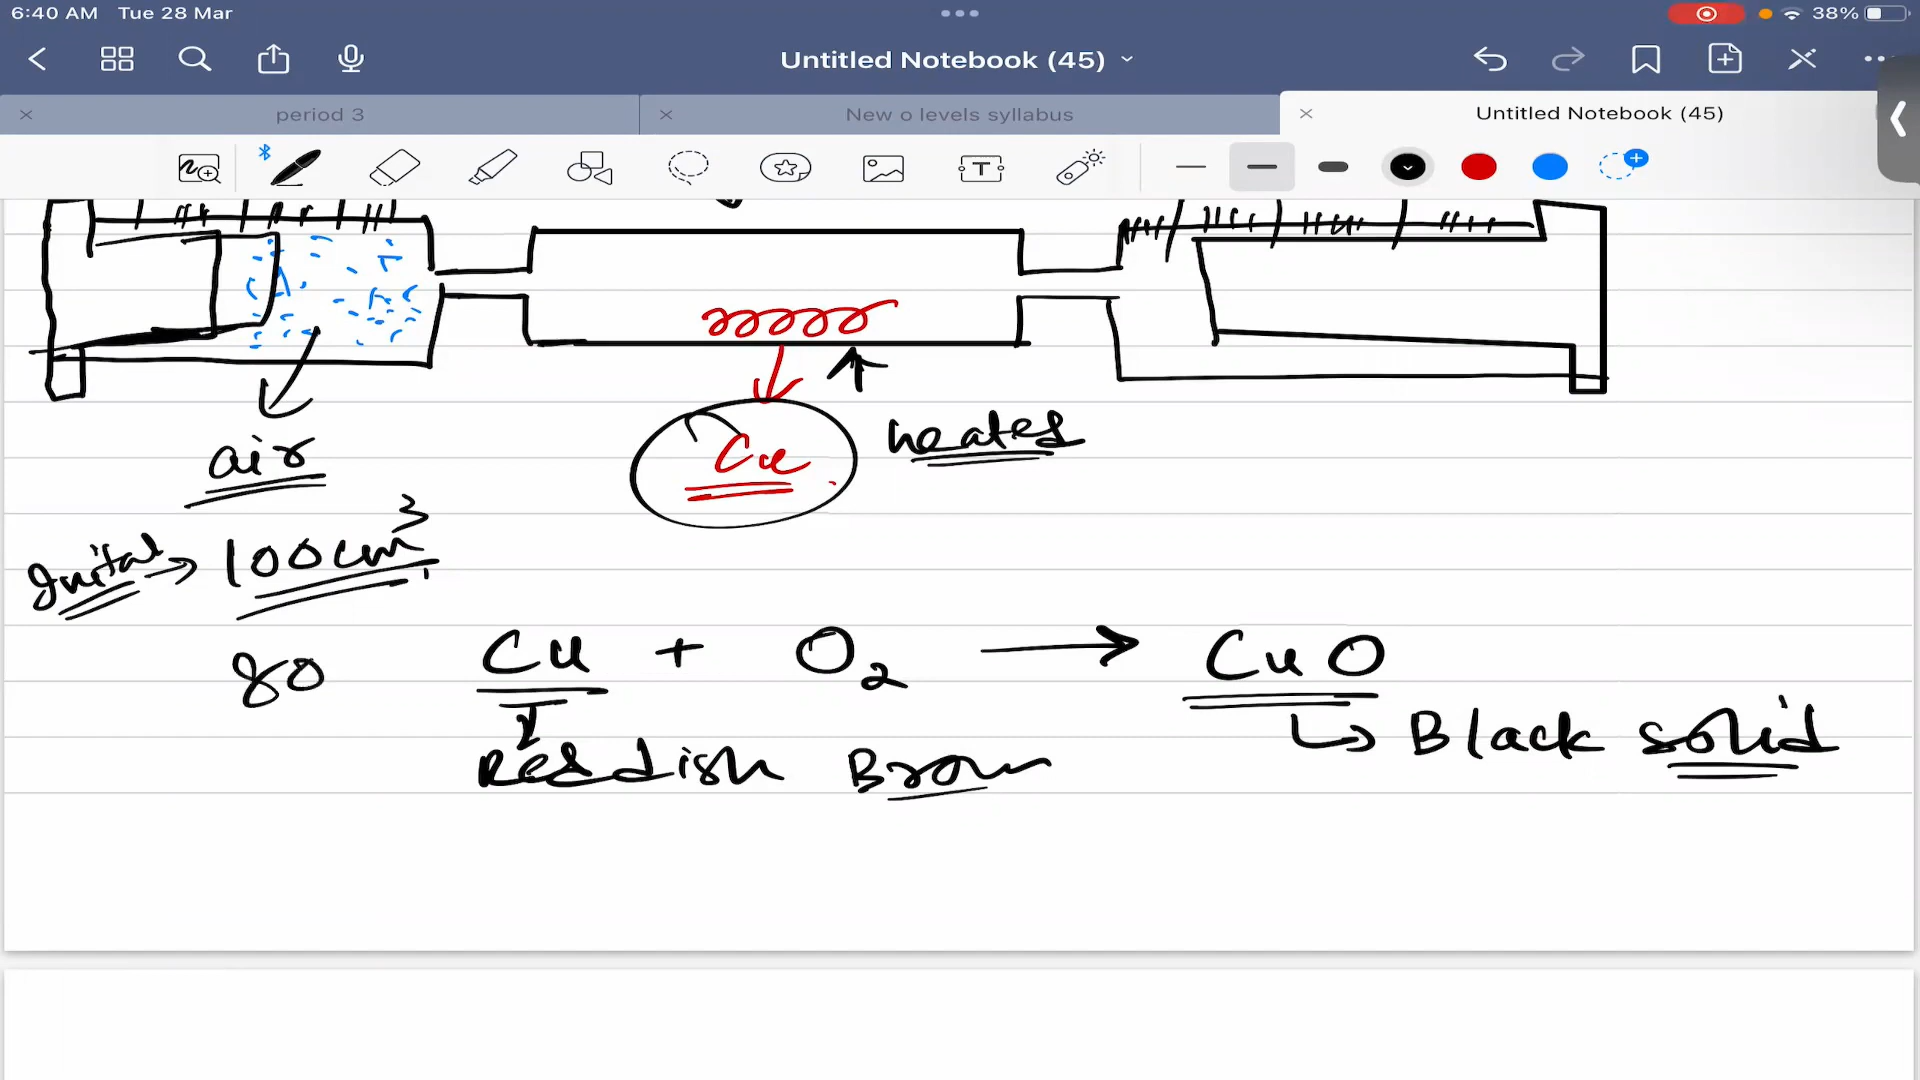 6:40 AM Tue 28 Mar
38%
Untitled Notebook (45)
period 3
New o levels syllabus
Untitled Notebook (45)
T
air
Cu
heated
Inital → 100cm³
80
Cu + O₂ → CuO
Reddish Brown
↳ Black solid